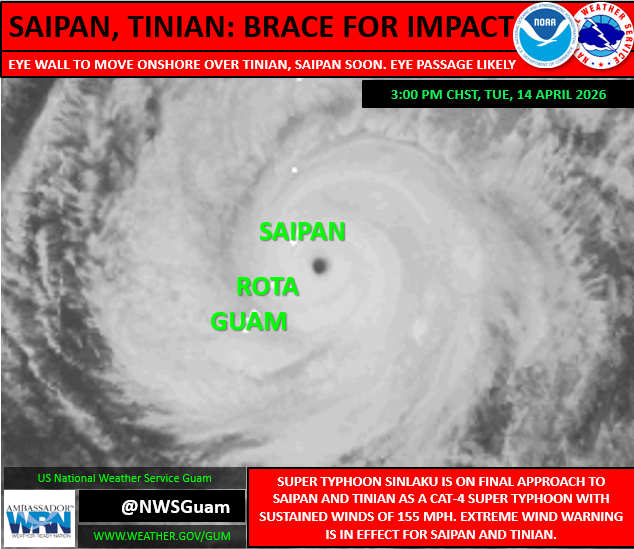 SAIPAN, TINIAN: BRACE FOR IMPACT
EYE WALL TO MOVE ONSHORE OVER TINIAN, SAIPAN SOON. EYE PASSAGE LIKELY
NOAA
3:00 PM CHST, TUE, 14 APRIL 2026
SAIPAN
ROTA
GUAM
US National Weather Service Guam
AMBASSADOR
WRN
WEATHER READY NATION
@NWSGuam
WWW.WEATHER.GOV/GUM
SUPER TYPHOON SINLAKU IS ON FINAL APPROACH TO
SAIPAN AND TINIAN AS A CAT-4 SUPER TYPHOON WITH
SUSTAINED WINDS OF 155 MPH. EXTREME WIND WARNING
IS IN EFFECT FOR SAIPAN AND TINIAN.